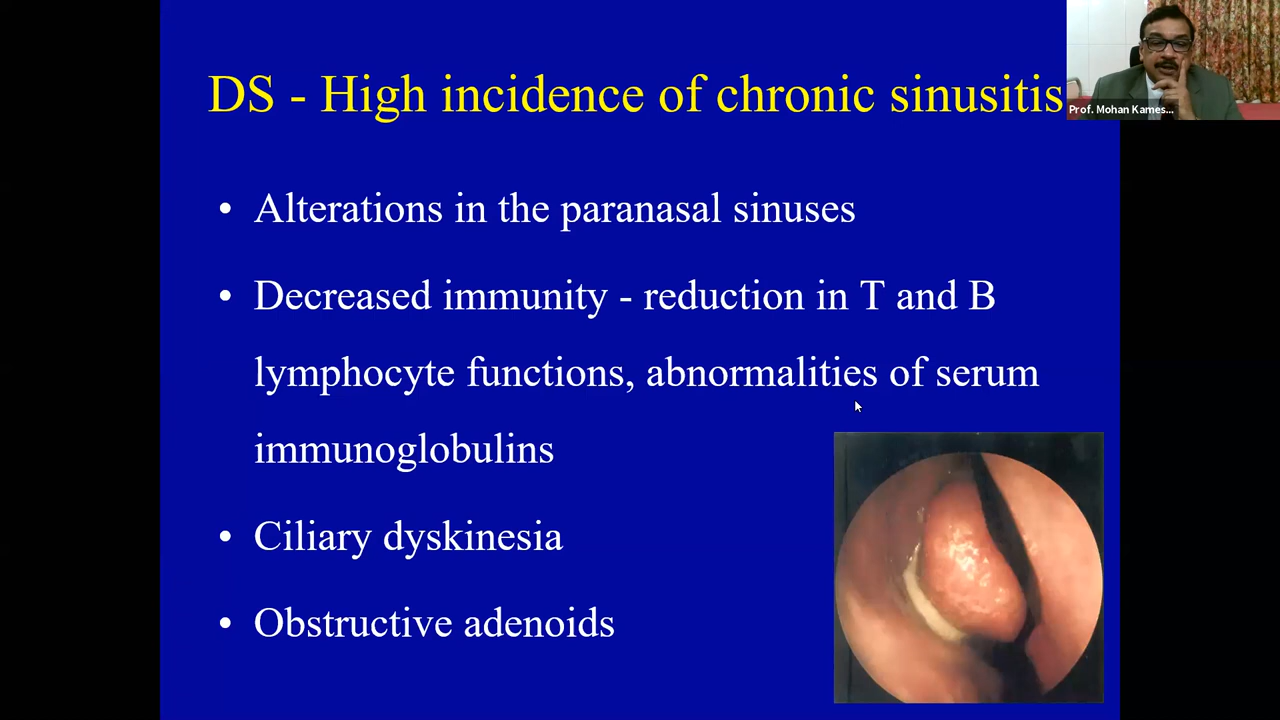 DS - High incidence of chronic sinusitis
Prof. Mohan Kames...
• Alterations in the paranasal sinuses
• Decreased immunity - reduction in T and B
lymphocyte functions, abnormalities of serum
immunoglobulins
• Ciliary dyskinesia
• Obstructive adenoids